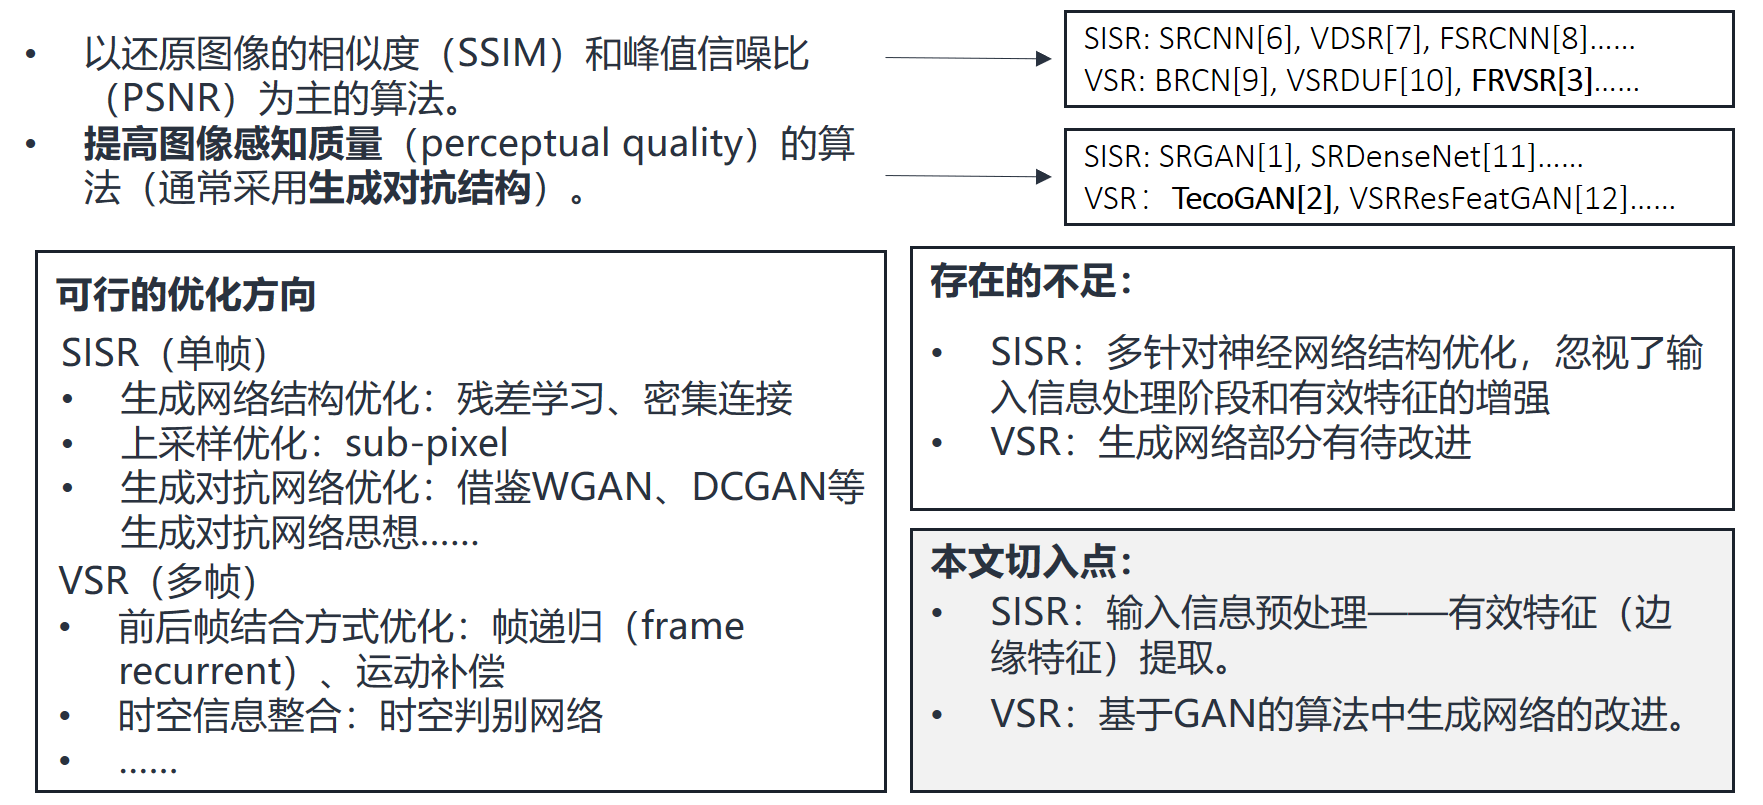 • 以还原图像的相似度（SSIM）和峰值信噪比
（PSNR）为主的算法。
• 提高图像感知质量（perceptual quality）的算
法（通常采用生成对抗结构）。
SISR: SRCNN[6], VDSR[7], FSRCNN[8]……
VSR: BRCN[9], VSRDUF[10], FRVSR[3]……
SISR: SRGAN[1], SRDenseNet[11]……
VSR： TecoGAN[2], VSRResFeatGAN[12]……
可行的优化方向
SISR（单帧）
• 生成网络结构优化：残差学习、密集连接
• 上采样优化：sub-pixel
• 生成对抗网络优化：借鉴WGAN、DCGAN等
生成对抗网络思想……
VSR（多帧）
• 前后帧结合方式优化：帧递归（frame
recurrent）、运动补偿
• 时空信息整合：时空判别网络
• ……
存在的不足：
• SISR：多针对神经网络结构优化，忽视了输
入信息处理阶段和有效特征的增强
• VSR：生成网络部分有待改进
本文切入点：
• SISR：输入信息预处理——有效特征（边
缘特征）提取。
• VSR：基于GAN的算法中生成网络的改进。